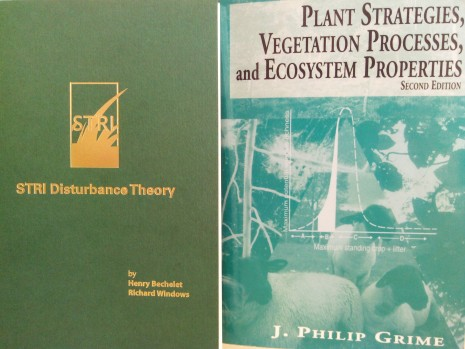 STRI
STRI Disturbance Theory
by
Henry Bechelet
Richard Windows
PLANT STRATEGIES,
VEGETATION PROCESSES,
and ECOSYSTEM PROPERTIES
SECOND EDITION
A
B
C
D
Maximum standing crop + litter
J. PHILIP GRIME